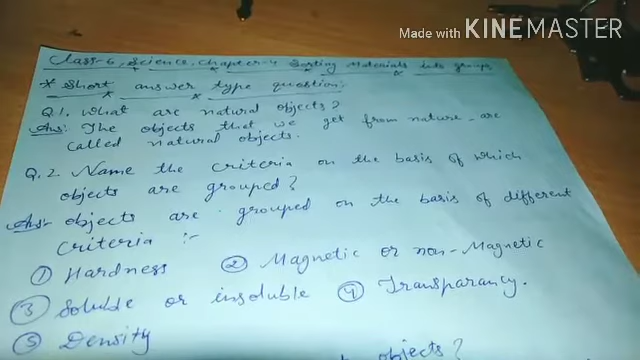 Made with KINEMASTER
Class-6, Science, Chapter-4 Sorting Materials into groups
* Short answer type question:
Q.1. What are natural objects?
Ans: The objects that we get from nature are
called natural objects.
Q.2. Name the criteria on the basis of which
objects are grouped?
Ans:- objects are grouped on the basis of different
criteria :-
① Hardness ② Magnetic or non-Magnetic
③ Soluble or insoluble ④ Transparancy.
⑤ Density
objects?